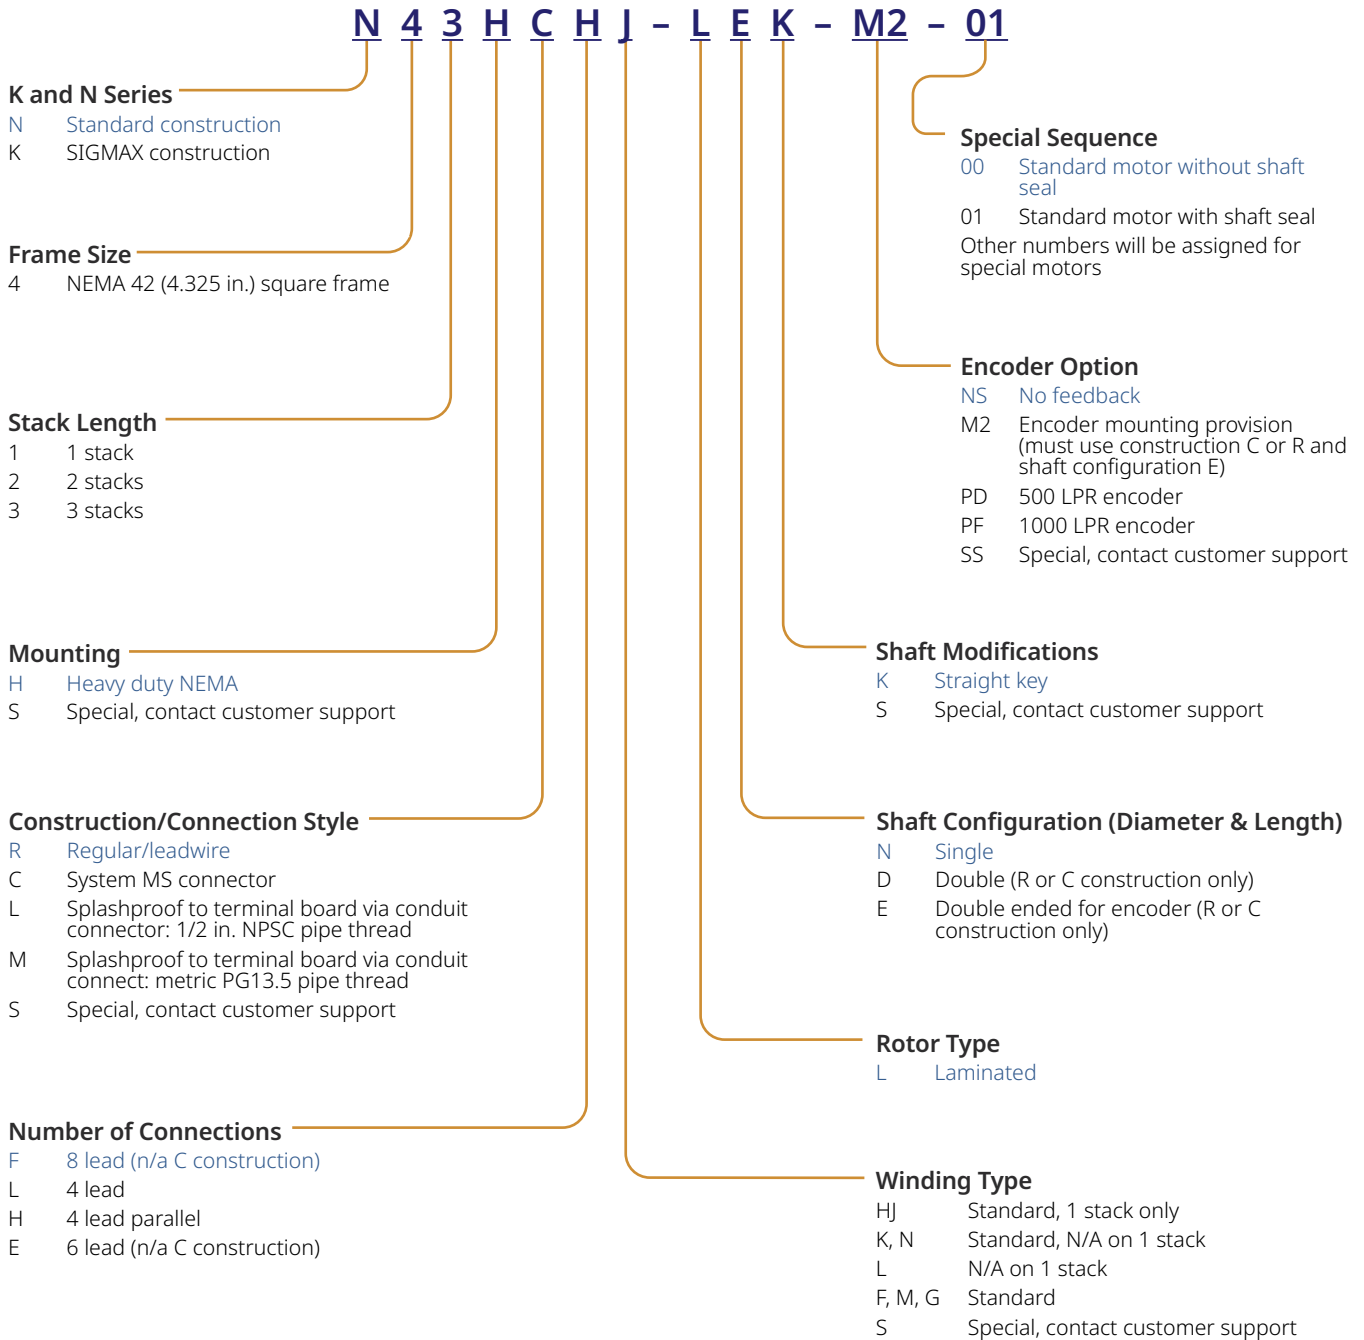 N 4 3 H C H J – L E K – M2 – 01
K and N Series
N Standard construction
K SIGMAX construction
Frame Size
4 NEMA 42 (4.325 in.) square frame
Stack Length
1 1 stack
2 2 stacks
3 3 stacks
Mounting
H Heavy duty NEMA
S Special, contact customer support
Construction/Connection Style
R Regular/leadwire
C System MS connector
L Splashproof to terminal board via conduit
connector: 1/2 in. NPSC pipe thread
M Splashproof to terminal board via conduit
connect: metric PG13.5 pipe thread
S Special, contact customer support
Number of Connections
F 8 lead (n/a C construction)
L 4 lead
H 4 lead parallel
E 6 lead (n/a C construction)
Special Sequence
00 Standard motor without shaft
seal
01 Standard motor with shaft seal
Other numbers will be assigned for
special motors
Encoder Option
NS No feedback
M2 Encoder mounting provision
(must use construction C or R and
shaft configuration E)
PD 500 LPR encoder
PF 1000 LPR encoder
SS Special, contact customer support
Shaft Modifications
K Straight key
S Special, contact customer support
Shaft Configuration (Diameter & Length)
N Single
D Double (R or C construction only)
E Double ended for encoder (R or C
construction only)
Rotor Type
L Laminated
Winding Type
HJ Standard, 1 stack only
K, N Standard, N/A on 1 stack
L N/A on 1 stack
F, M, G Standard
S Special, contact customer support